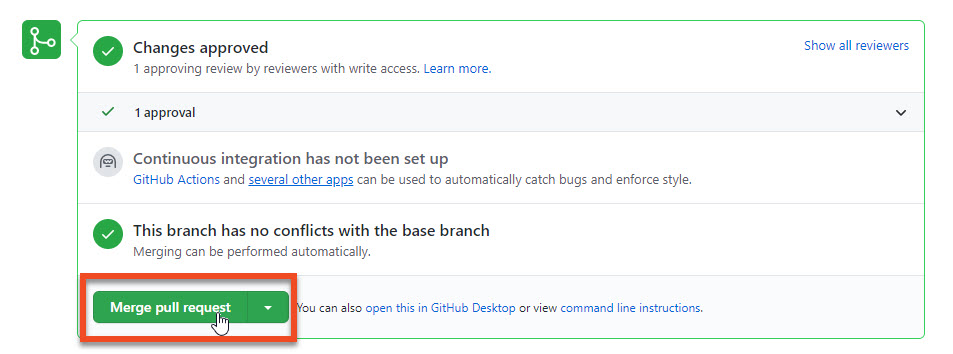 Changes approved
Show all reviewers
1 approving review by reviewers with write access. Learn more.
1 approval
Continuous integration has not been set up
GitHub Actions and several other apps can be used to automatically catch bugs and enforce style.
This branch has no conflicts with the base branch
Merging can be performed automatically.
Merge pull request
You can also open this in GitHub Desktop or view command line instructions.